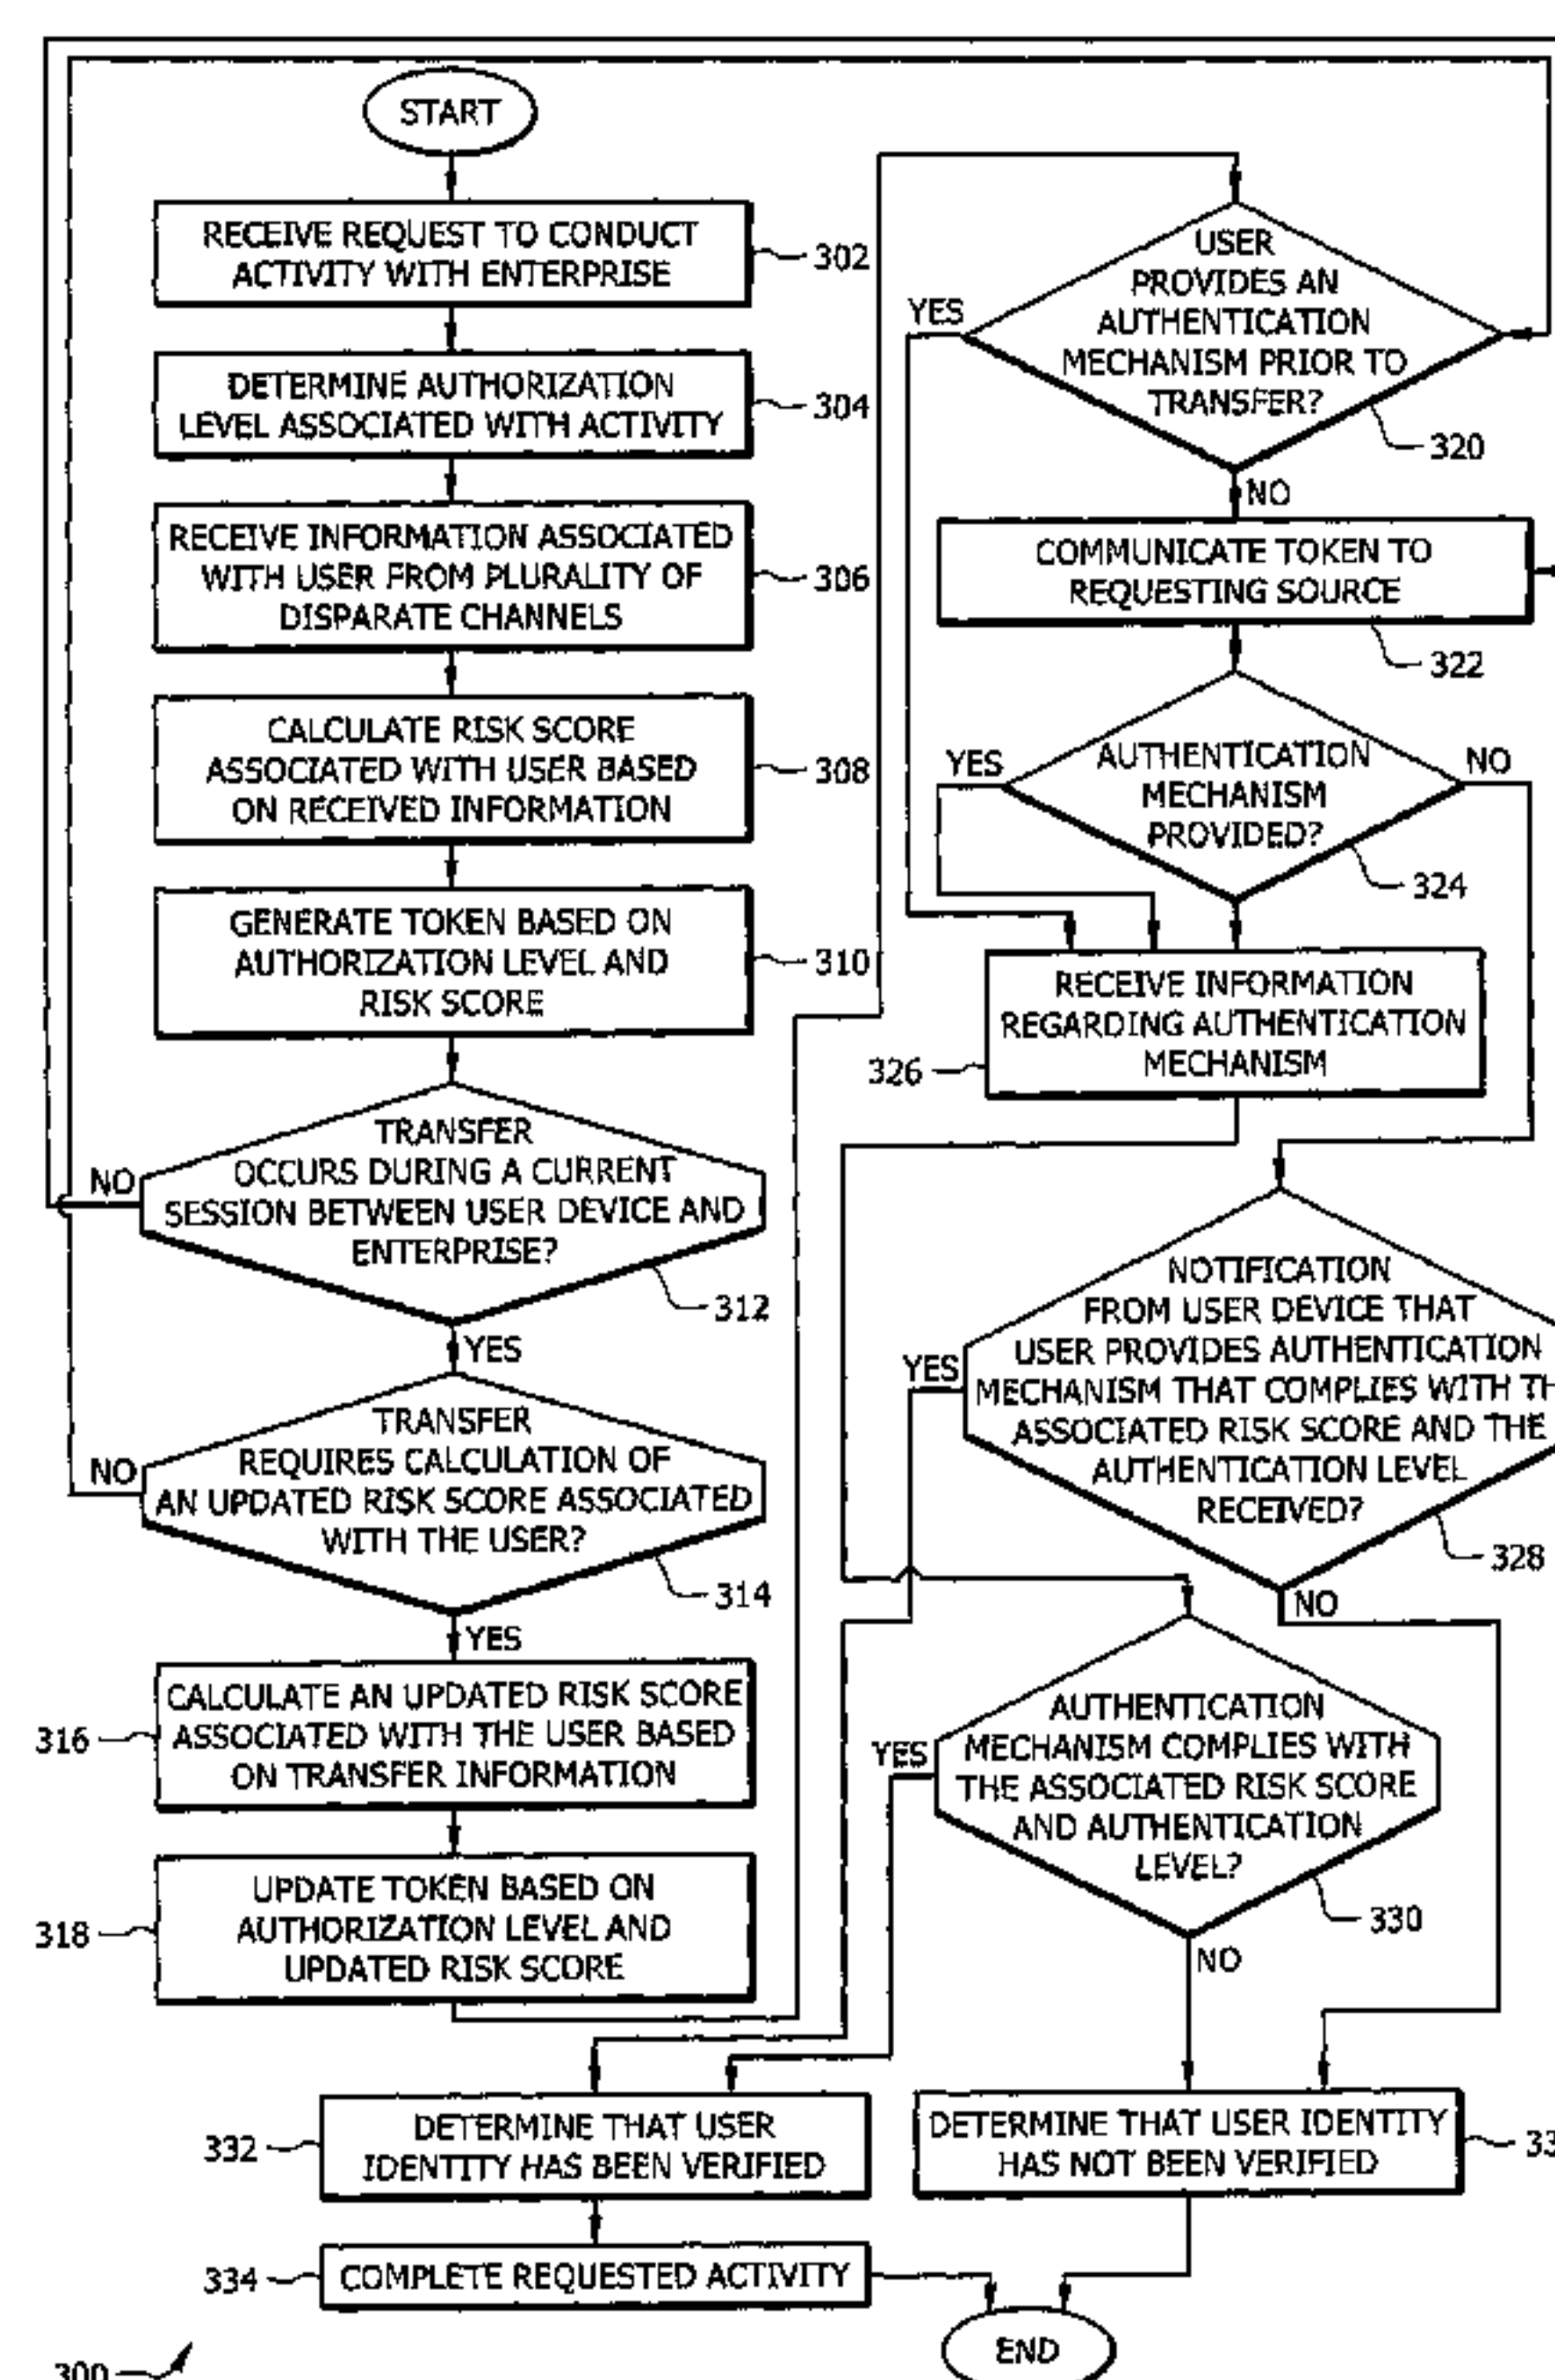 START
RECEIVE REQUEST TO CONDUCT
ACTIVITY WITH ENTERPRISE
302
DETERMINE AUTHORIZATION
LEVEL ASSOCIATED WITH ACTIVITY
304
RECEIVE INFORMATION ASSOCIATED
WITH USER FROM PLURALITY OF
DISPARATE CHANNELS
306
CALCULATE RISK SCORE
ASSOCIATED WITH USER BASED
ON RECEIVED INFORMATION
308
GENERATE TOKEN BASED ON
AUTHORIZATION LEVEL AND
RISK SCORE
310
TRANSFER
OCCURS DURING A CURRENT
SESSION BETWEEN USER DEVICE AND
ENTERPRISE?
NO
312
YES
TRANSFER
REQUIRES CALCULATION OF
AN UPDATED RISK SCORE ASSOCIATED
WITH THE USER?
NO
314
YES
CALCULATE AN UPDATED RISK SCORE
ASSOCIATED WITH THE USER BASED
ON TRANSFER INFORMATION
316
UPDATE TOKEN BASED ON
AUTHORIZATION LEVEL AND
UPDATED RISK SCORE
318
USER
PROVIDES AN
AUTHENTICATION
MECHANISM PRIOR TO
TRANSFER?
YES
320
NO
COMMUNICATE TOKEN TO
REQUESTING SOURCE
322
AUTHENTICATION
MECHANISM
PROVIDED?
YES
NO
324
RECEIVE INFORMATION
REGARDING AUTHENTICATION
MECHANISM
326
NOTIFICATION
FROM USER DEVICE THAT
USER PROVIDES AUTHENTICATION
MECHANISM THAT COMPLIES WITH TH
ASSOCIATED RISK SCORE AND THE
AUTHENTICATION LEVEL
RECEIVED?
YES
328
NO
AUTHENTICATION
MECHANISM COMPLIES WITH
THE ASSOCIATED RISK SCORE
AND AUTHENTICATION
LEVEL?
YES
330
NO
DETERMINE THAT USER
IDENTITY HAS BEEN VERIFIED
332
DETERMINE THAT USER IDENTITY
HAS NOT BEEN VERIFIED
33
COMPLETE REQUESTED ACTIVITY
334
END
300